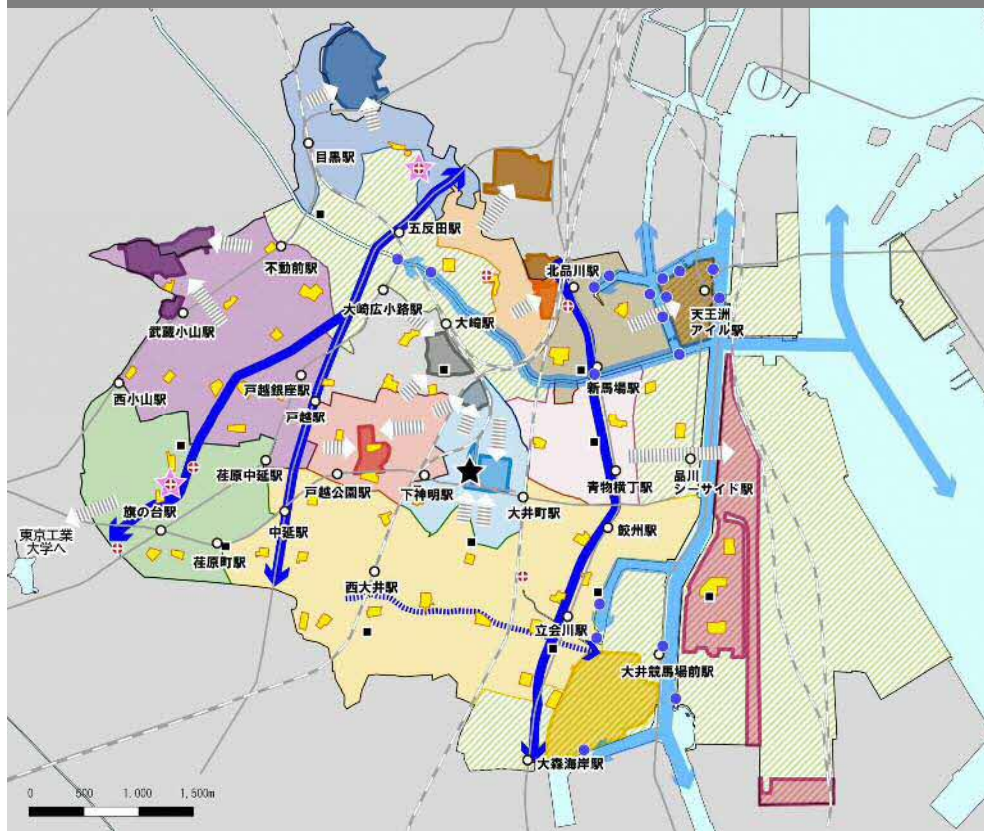 目黒駅
五反田駅
不動前駅
北品川駅
大崎広小路駅
大崎駅
天王洲
アイル駅
武蔵小山駅
新馬場駅
戸越銀座駅
西小山駅
戸越駅
荏原中延駅
戸越公園駅
下神明駅
青物横丁駅
品川
シーサイド駅
大井町駅
旗の台駅
中延駅
鮫州駅
東京工業
大学へ
荏原町駅
西大井駅
立会川駅
大井競馬場前駅
大森海岸駅
0 500 1,000 1,500m